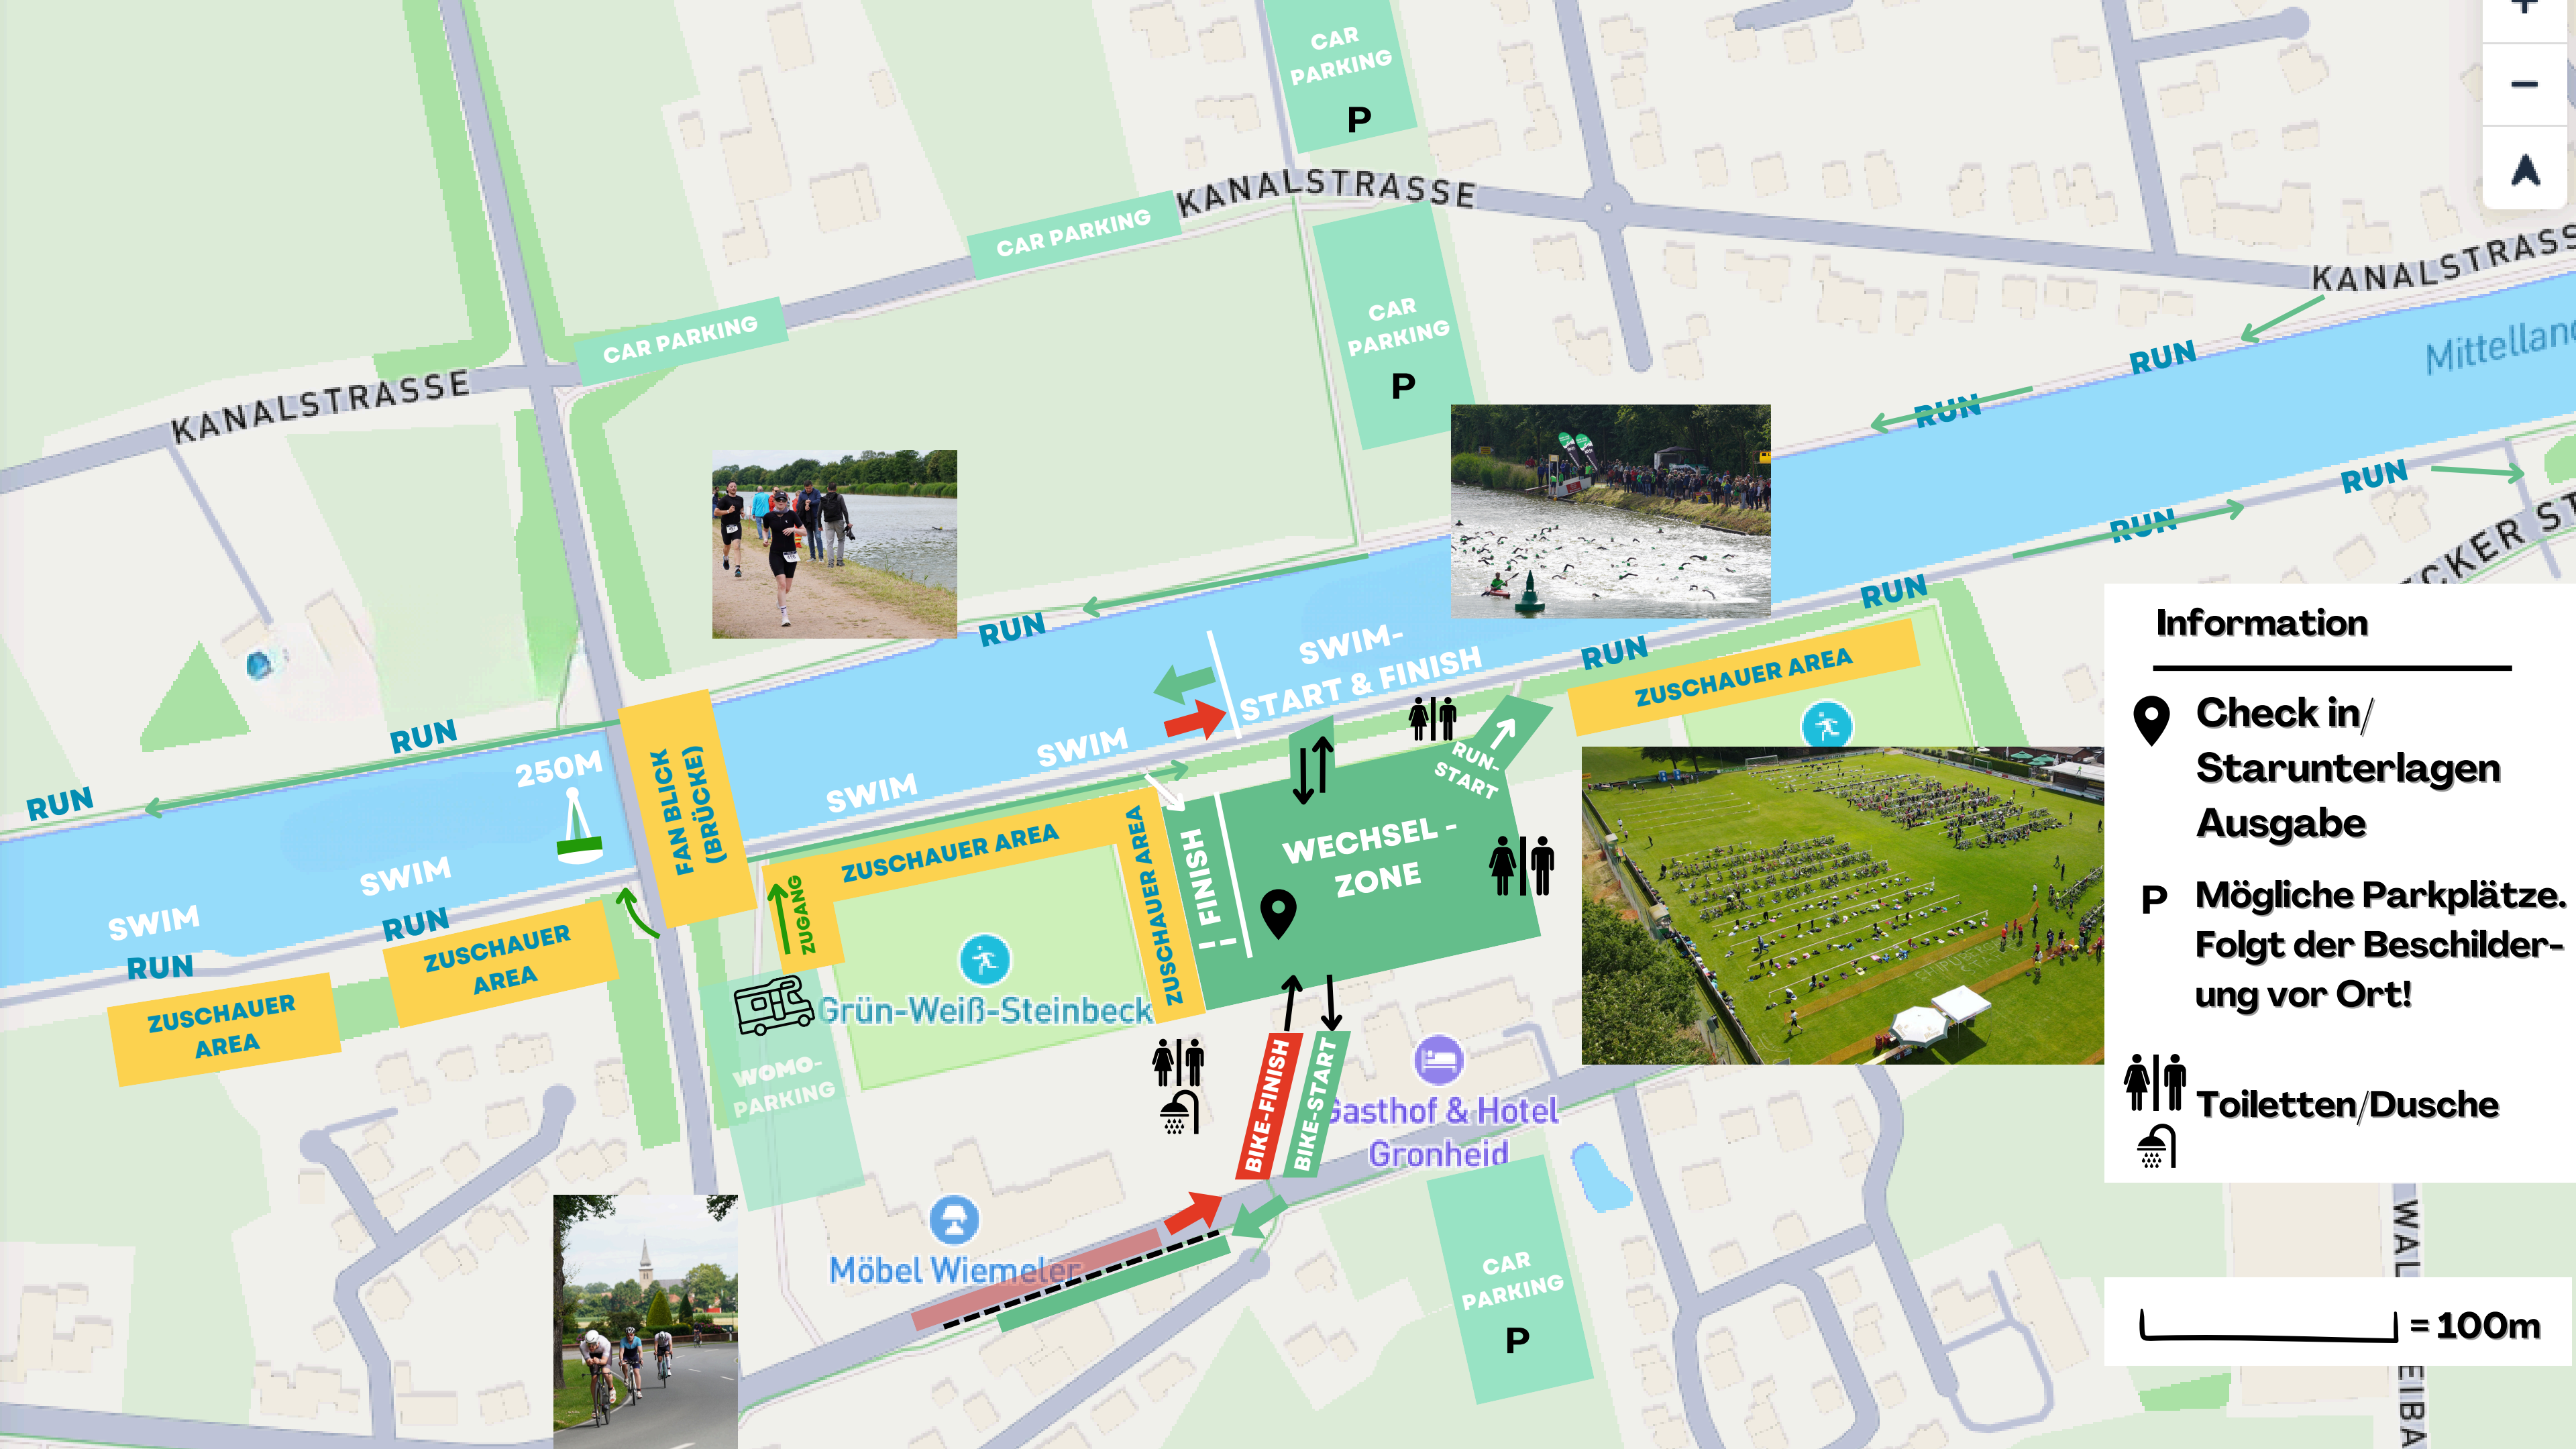 CAR
PARKING
P
KANALSTRASSE
CAR PARKING
CAR PARKING
KANALSTRASSE
CAR
PARKING
P
KANALSTRASS
Mittelland
RUN
RUN
RUN
RUN
RUN
RUN
RUN
RUN
RUN
SWIM-
START & FINISH
ECKER ST
250M
FAN BLICK
(BRÜCKE)
SWIM
SWIM
SWIM
SWIM
RUN
RUN
ZUSCHAUER AREA
ZUSCHAUER AREA
ZUSCHAUER AREA
ZUGANG
ZUSCHAUER
AREA
ZUSCHAUER
AREA
FINISH
WECHSEL -
ZONE
RUN-
START
Grün-Weiß-Steinbeck
WOMO-
PARKING
BIKE-FINISH
BIKE-START
Gasthof & Hotel
Gronheid
Möbel Wiemeler
CAR
PARKING
P
Information
Check in/
Starunterlagen
Ausgabe
P
Mögliche Parkplätze.
Folgt der Beschilder-
ung vor Ort!
Toiletten/Dusche
= 100m
WAL
EIBA